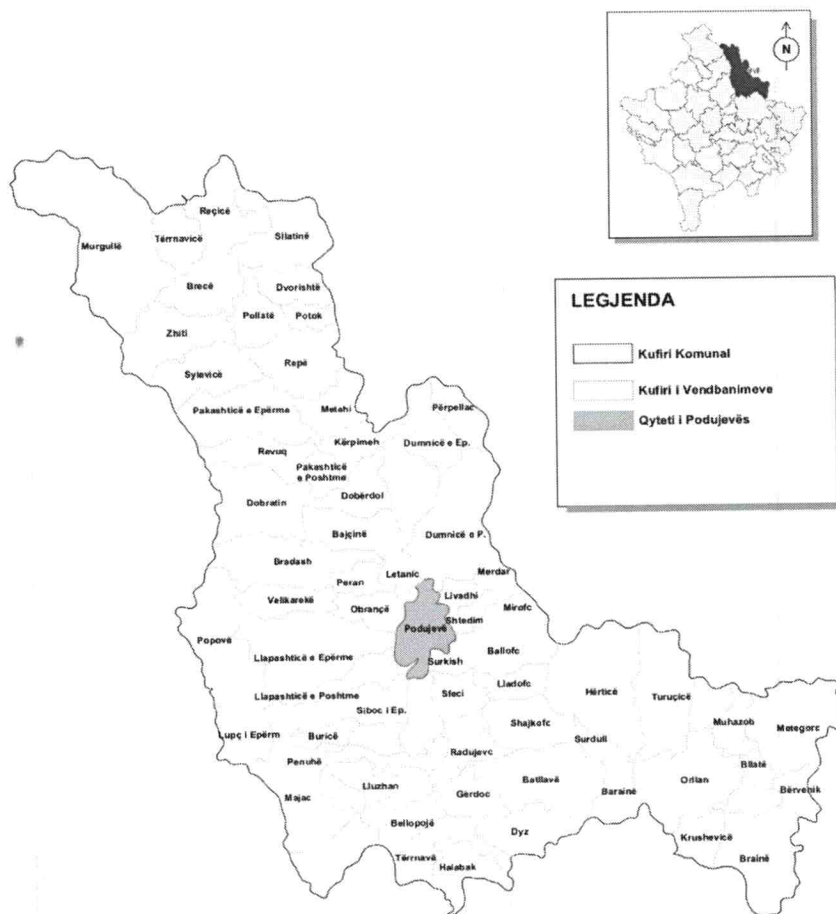 N
LEGJENDA
Kufiri Komunal
Kufiri i Vendbanimeve
Qyteti i Podujevës
Reçicë
Murgullë
Tërrnavicë
Sllatinë
Brecë
Dvorishtë
Pollatë
Potok
Zhiti
Repë
Sylevicë
Pakashticë e Epërme
Metehi
Përpellac
Kërpimeh
Dumnicë e Ep.
Revuq
Pakashticë
e Poshtme
Dobratin
Dobërdol
Bajçinë
Dumnicë e P.
Bradash
Letanic
Merdar
Peran
Velikarekë
Livadhi
Obrançë
Mirofc
Shtedim
Podujevë
Popovë
Ballofc
Llapashticë e Epërme
Surkish
Lladofc
Llapashticë e Poshtme
Sfeci
Hërticë
Turuçicë
Siboc i Ep.
Shajkofc
Muhazob
Metegorc
Lupç i Epërm
Buricë
Surdull
Radujevc
Penuhë
Bllatë
Lluzhan
Batllavë
Orllan
Majac
Gërdoc
Barainë
Bërvenik
Bellopojë
Dyz
Krushevicë
Tërrnavë
Brainë
Halabak